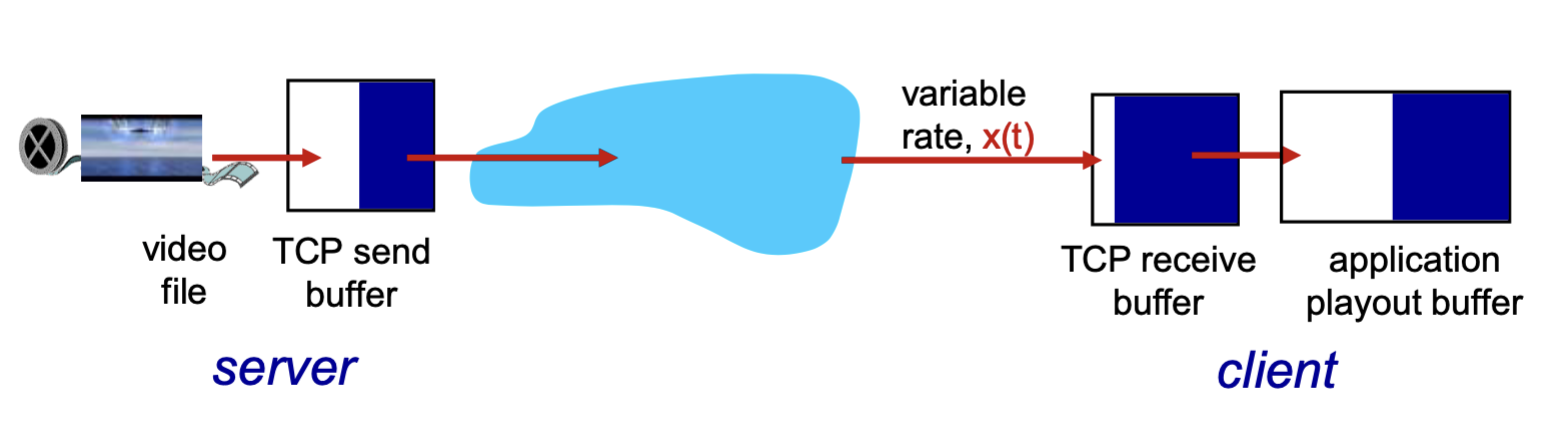 variable
rate, x(t)
video
file
TCP send
buffer
TCP receive
buffer
application
playout buffer
server
client